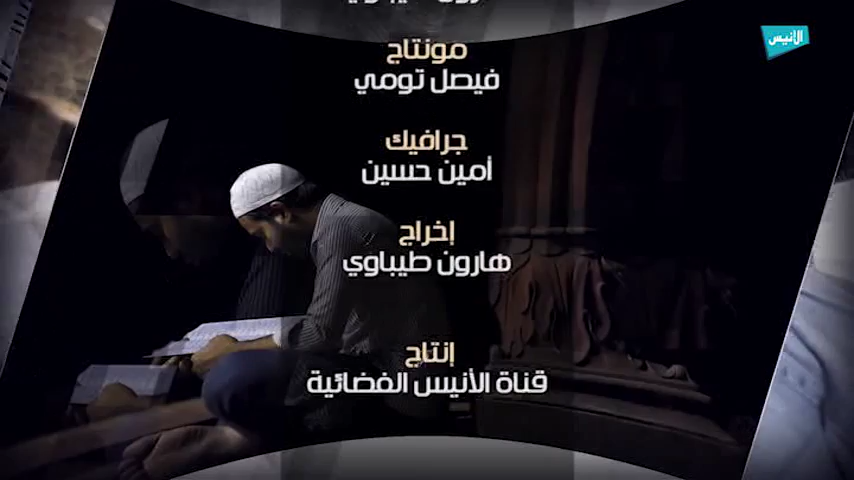 الأنيس
مونتاج
فيصل تومي
جرافيك
أمين حسين
إخراج
هارون طيباوي
إنتاج
قناة الأنيس الفضائية